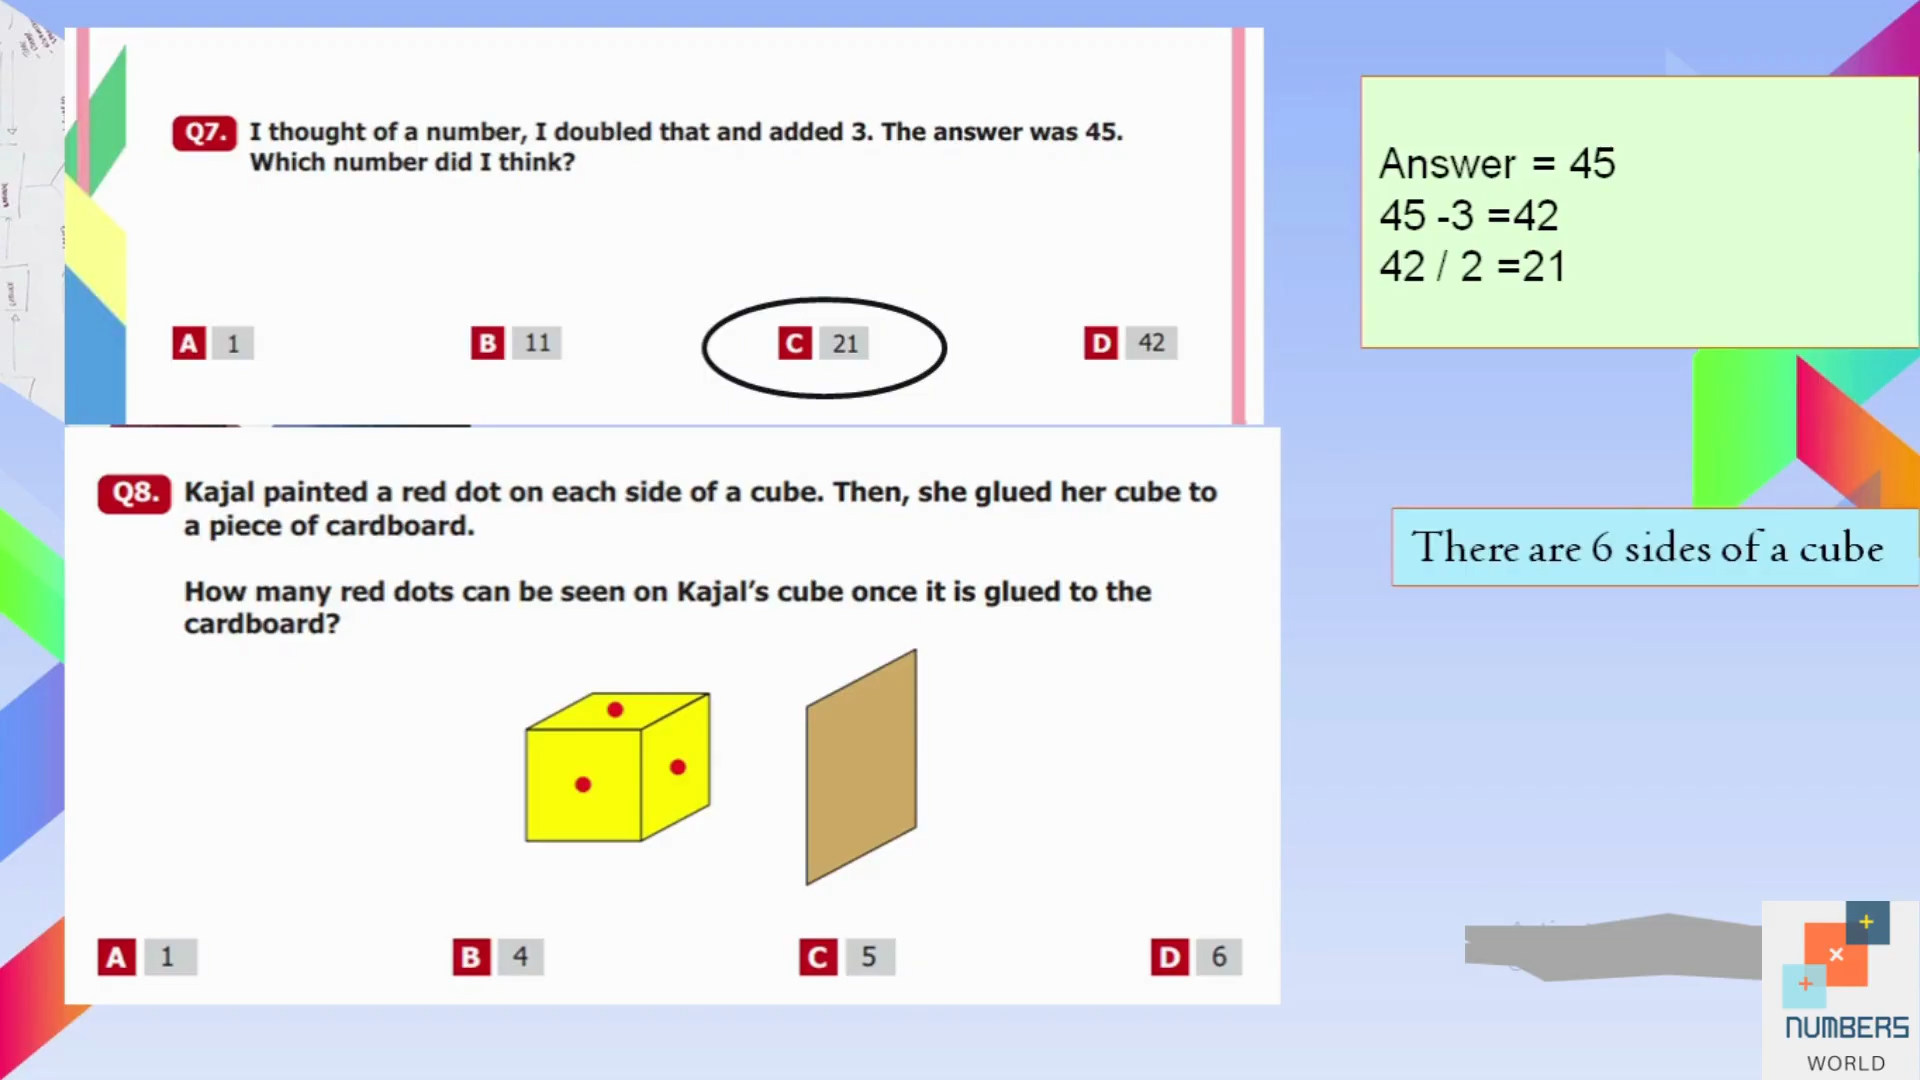 Q7. I thought of a number, I doubled that and added 3. The answer was 45.
Which number did I think?
A 1
B 11
C 21
D 42
Answer = 45
45 -3 =42
42 / 2 =21
Q8. Kajal painted a red dot on each side of a cube. Then, she glued her cube to
a piece of cardboard.
How many red dots can be seen on Kajal’s cube once it is glued to the
cardboard?
A 1
B 4
C 5
D 6
There are 6 sides of a cube
+
×
+
NUMBERS
WORLD